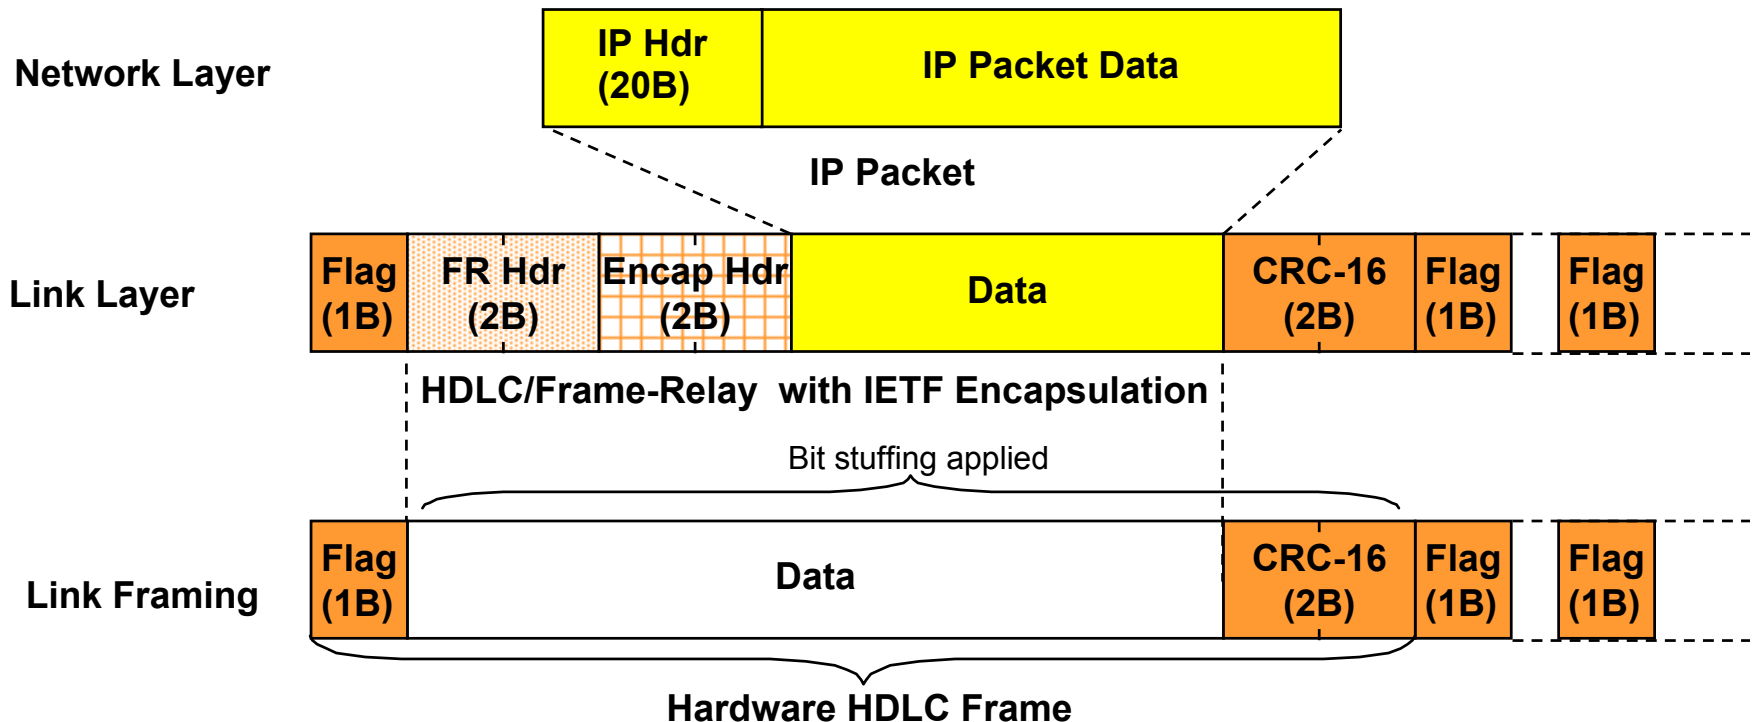 Network Layer
IP Hdr
(20B)
IP Packet Data
IP Packet
Link Layer
Flag
(1B)
FR Hdr
(2B)
Encap Hdr
(2B)
Data
CRC-16
(2B)
Flag
(1B)
Flag
(1B)
HDLC/Frame-Relay with IETF Encapsulation
Bit stuffing applied
Link Framing
Flag
(1B)
Data
CRC-16
(2B)
Flag
(1B)
Flag
(1B)
Hardware HDLC Frame